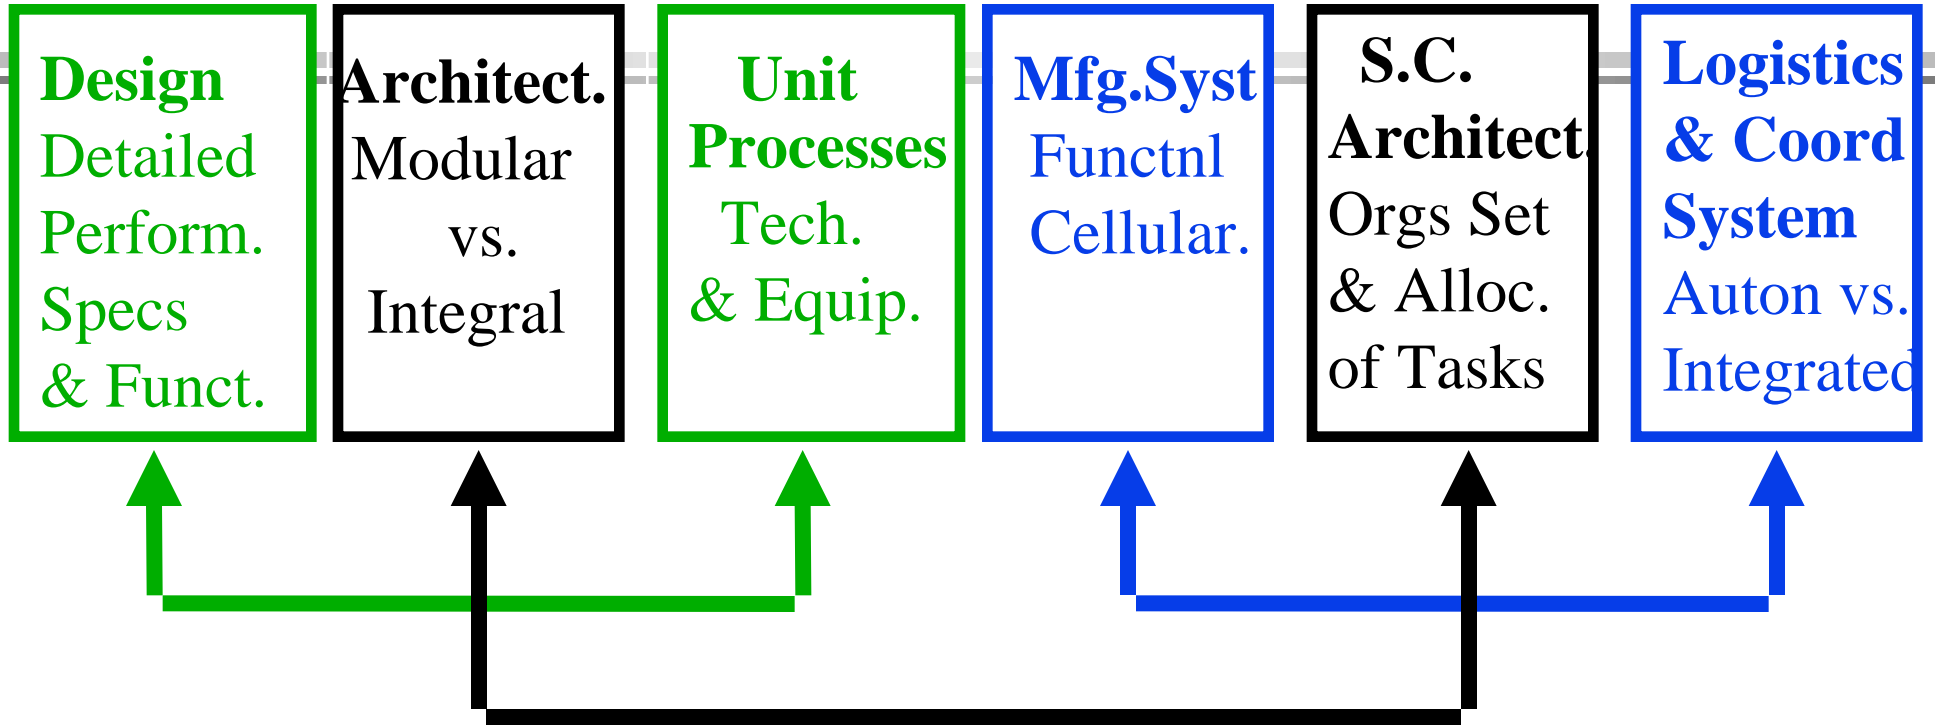 Design
Detailed
Perform.
Specs
& Funct.
Architect.
Modular
vs.
Integral
Unit
Processes
Tech.
& Equip.
Mfg.Syst
Functnl
Cellular.
S.C.
Architect.
Orgs Set
& Alloc.
of Tasks
Logistics
& Coord
System
Auton vs.
Integrated